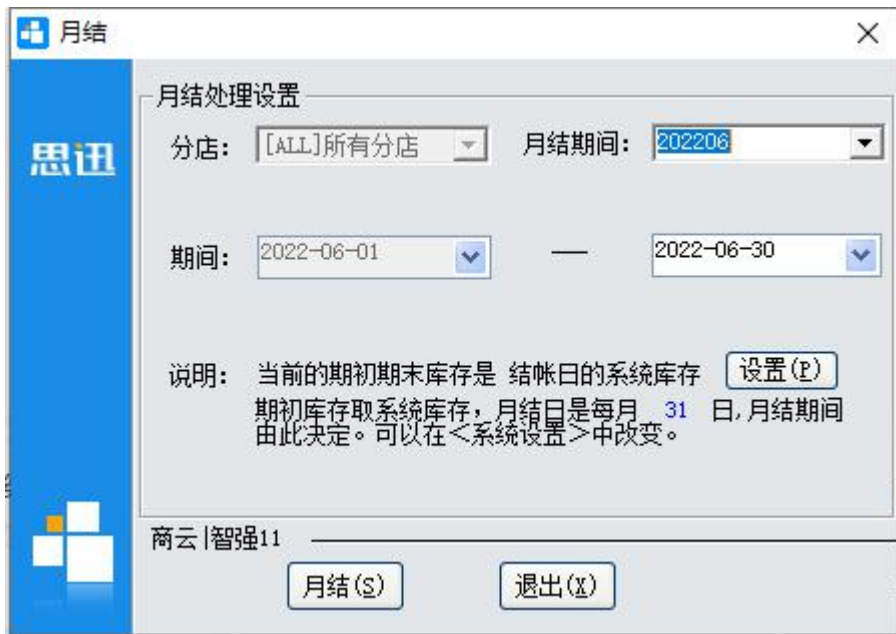 月结
思迅
月结处理设置
分店： [ALL]所有分店 月结期间： 202206
期间： 2022-06-01 — 2022-06-30
说明： 当前的期初期末库存是 结帐日的系统库存 设置(P)
期初库存取系统库存，月结日是每月 31 日,月结期间
由此决定。可以在<系统设置>中改变。
商云|智强11
月结(S) 退出(X)